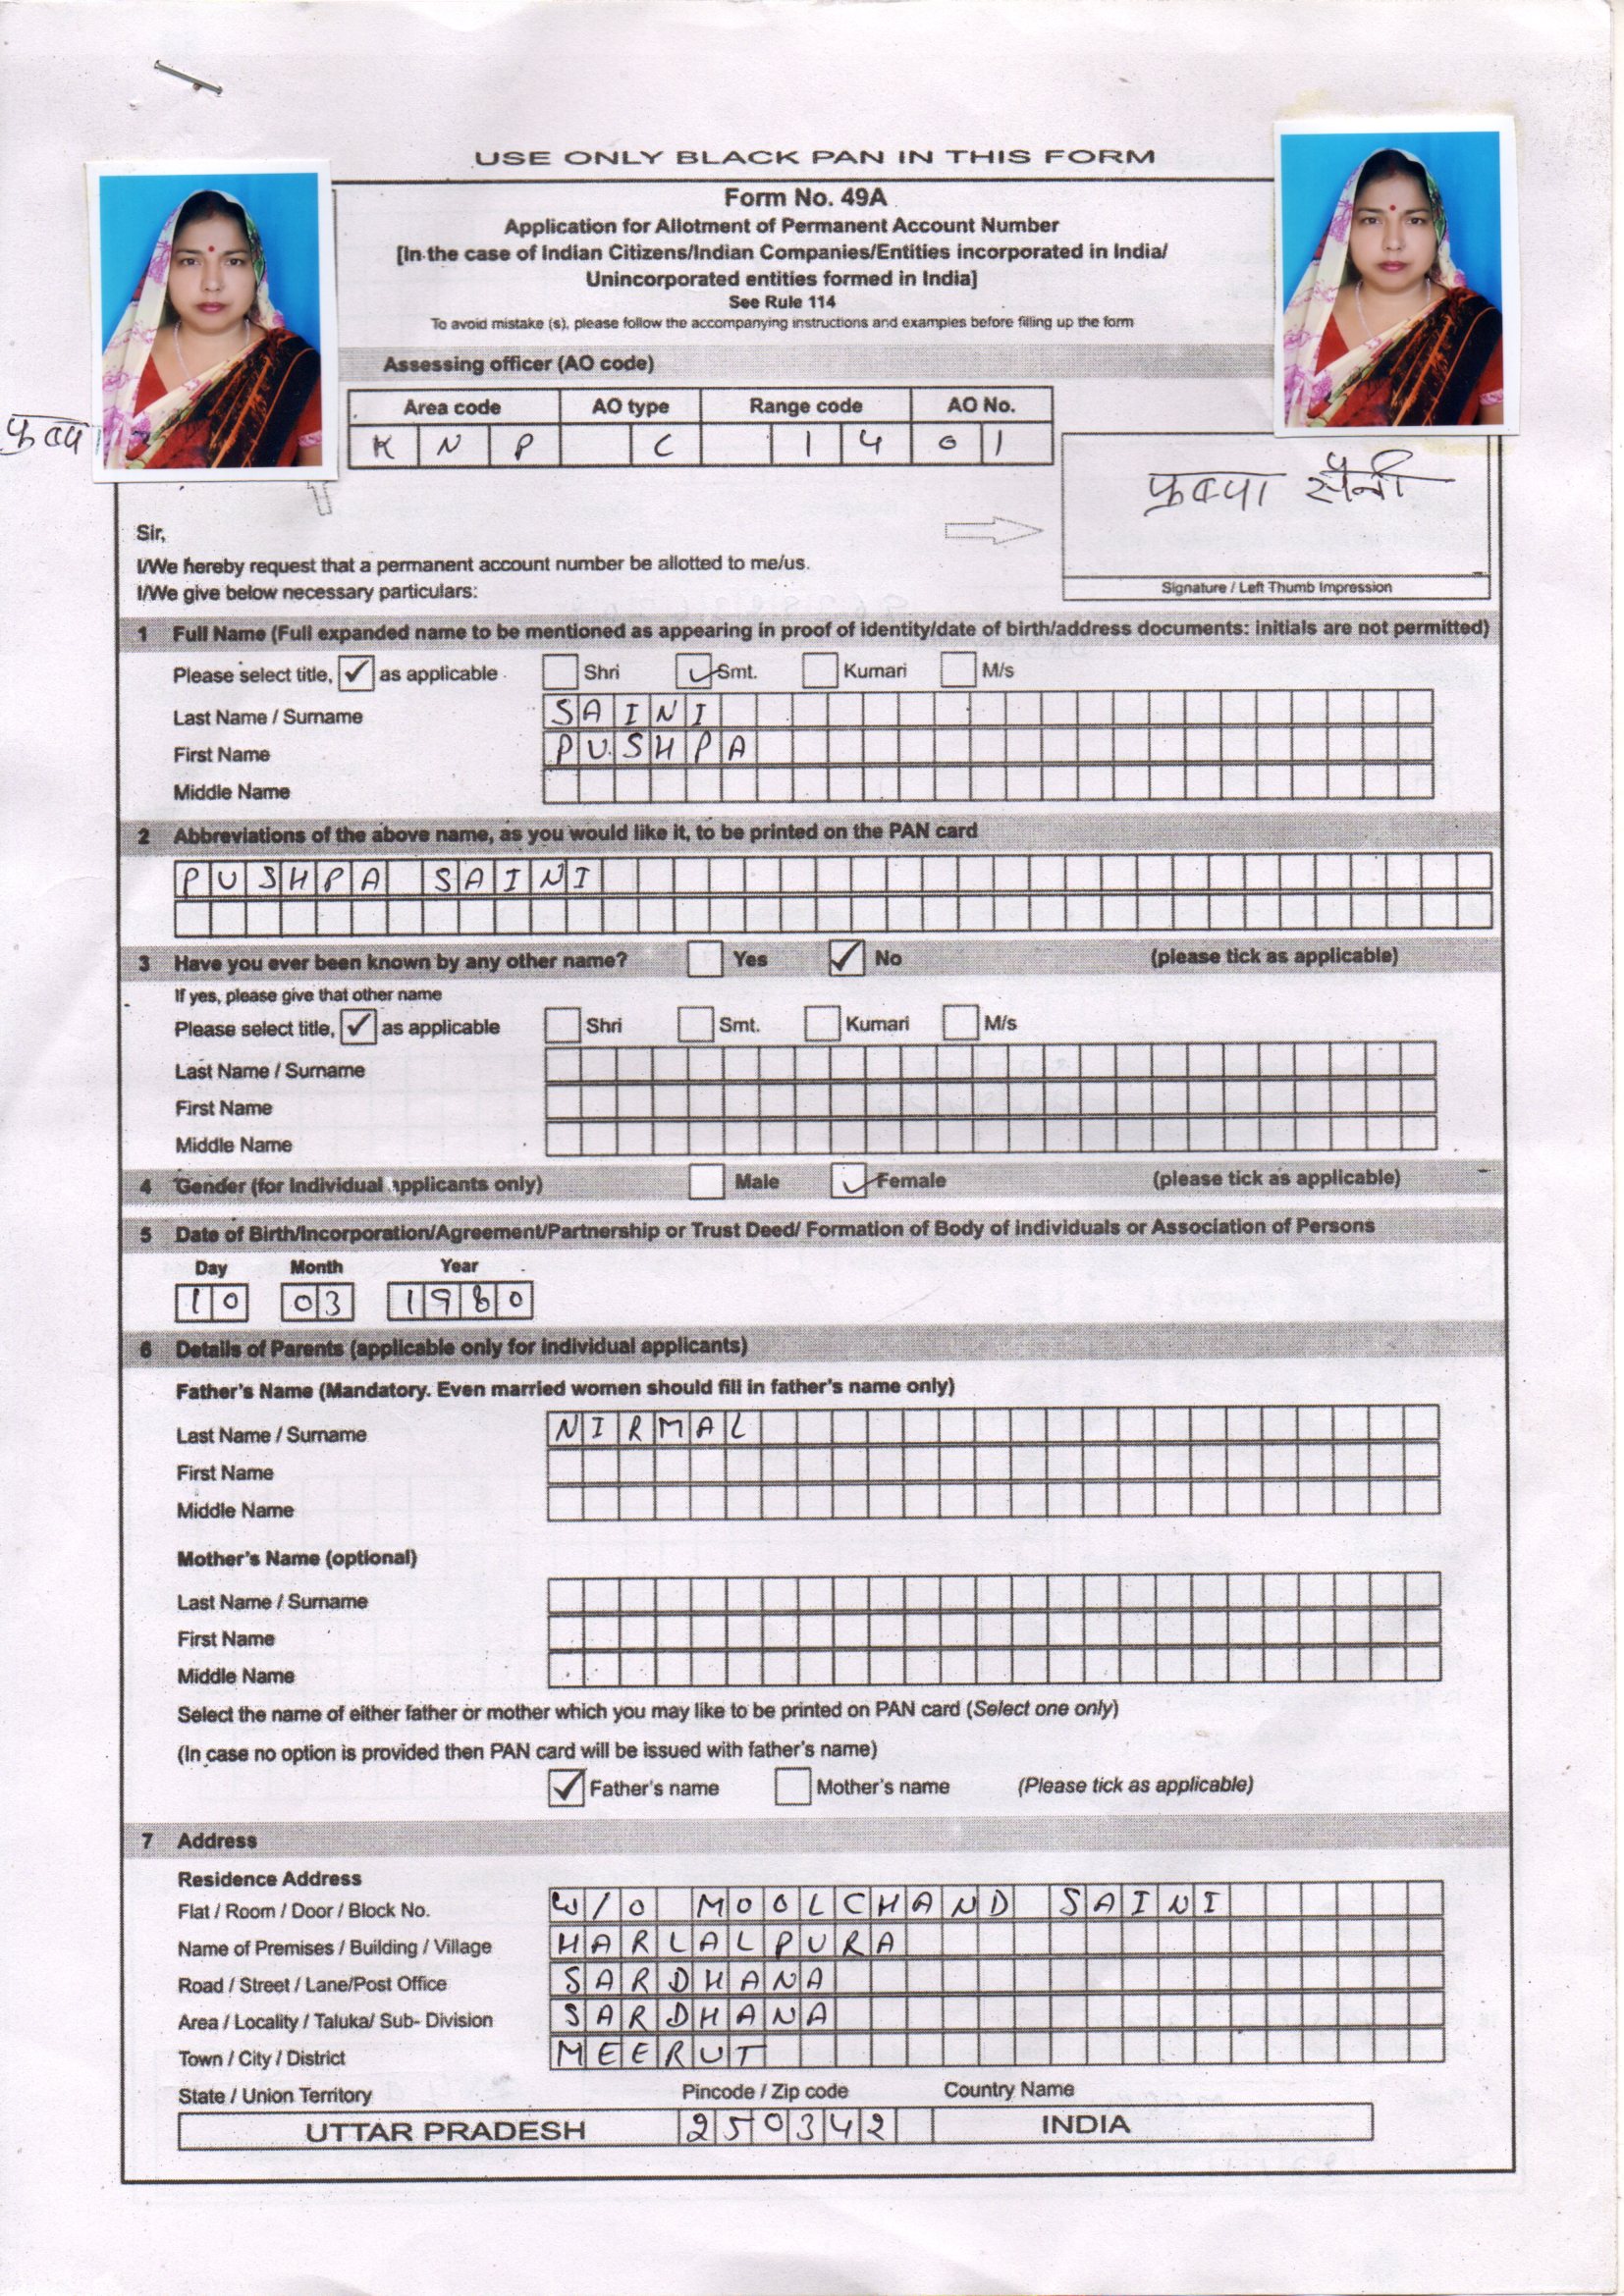 USE ONLY BLACK PAN IN THIS FORM
Form No. 49A
Application for Allotment of Permanent Account Number
[In the case of Indian Citizens/Indian Companies/Entities incorporated in India/
Unincorporated entities formed in India]
See Rule 114
To avoid mistake (s), please follow the accompanying instructions and examples before filling up the form
Assessing officer (AO code)
Area code AO type Range code AO No.
K N P C 1 4 0 1
सैनी
Signature / Left Thumb Impression
Sir,
I/We hereby request that a permanent account number be allotted to me/us.
I/We give below necessary particulars:
1 Full Name (Full expanded name to be mentioned as appearing in proof of identity/date of birth/address documents: initials are not permitted)
Please select title, ✓ as applicable Shri ✓ Smt. Kumari M/s
Last Name / Surname SAINI
First Name PUSHPA
Middle Name
2 Abbreviations of the above name, as you would like it, to be printed on the PAN card
PUSHPA SAINI
3 Have you ever been known by any other name? Yes ✓ No (please tick as applicable)
If yes, please give that other name
Please select title, ✓ as applicable Shri Smt. Kumari M/s
Last Name / Surname
First Name
Middle Name
4 Gender (for Individual applicants only) Male ✓ Female (please tick as applicable)
5 Date of Birth/Incorporation/Agreement/Partnership or Trust Deed/ Formation of Body of individuals or Association of Persons
Day Month Year
10 03 1980
6 Details of Parents (applicable only for individual applicants)
Father's Name (Mandatory. Even married women should fill in father's name only)
Last Name / Surname NIRMAL
First Name
Middle Name
Mother's Name (optional)
Last Name / Surname
First Name
Middle Name
Select the name of either father or mother which you may like to be printed on PAN card (Select one only)
(In case no option is provided then PAN card will be issued with father's name)
✓ Father's name Mother's name (Please tick as applicable)
7 Address
Residence Address
Flat / Room / Door / Block No. W/O MOOLCHAND SAINI
Name of Premises / Building / Village HARLALPURA
Road / Street / Lane/Post Office SARDHANA
Area / Locality / Taluka/ Sub- Division SARDHANA
Town / City / District MEERUT
State / Union Territory Pincode / Zip code Country Name
UTTAR PRADESH 250342 INDIA